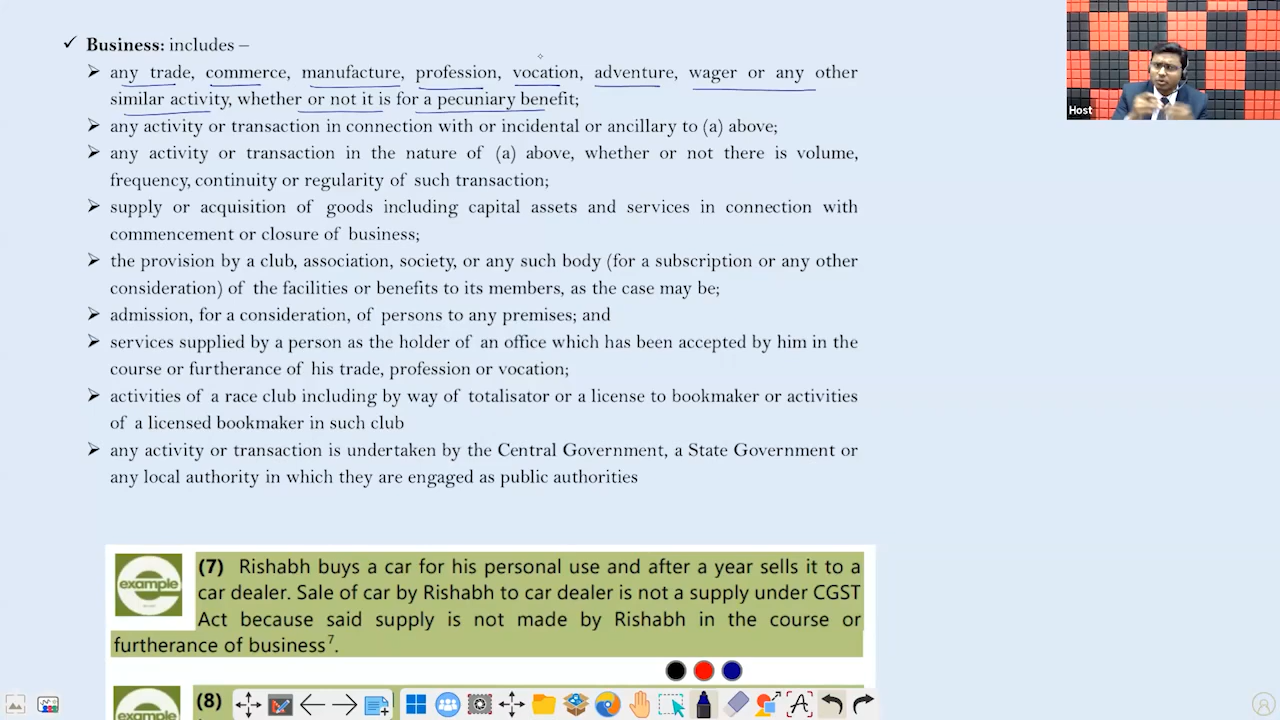 ✓ Business: includes –
➤ any trade, commerce, manufacture, profession, vocation, adventure, wager or any other
similar activity, whether or not it is for a pecuniary benefit;
➤ any activity or transaction in connection with or incidental or ancillary to (a) above;
➤ any activity or transaction in the nature of (a) above, whether or not there is volume,
frequency, continuity or regularity of such transaction;
➤ supply or acquisition of goods including capital assets and services in connection with
commencement or closure of business;
➤ the provision by a club, association, society, or any such body (for a subscription or any other
consideration) of the facilities or benefits to its members, as the case may be;
➤ admission, for a consideration, of persons to any premises; and
➤ services supplied by a person as the holder of an office which has been accepted by him in the
course or furtherance of his trade, profession or vocation;
➤ activities of a race club including by way of totalisator or a license to bookmaker or activities
of a licensed bookmaker in such club
➤ any activity or transaction is undertaken by the Central Government, a State Government or
any local authority in which they are engaged as public authorities
Host
example
(7) Rishabh buys a car for his personal use and after a year sells it to a
car dealer. Sale of car by Rishabh to car dealer is not a supply under CGST
Act because said supply is not made by Rishabh in the course or
furtherance of business7.
example
(8)